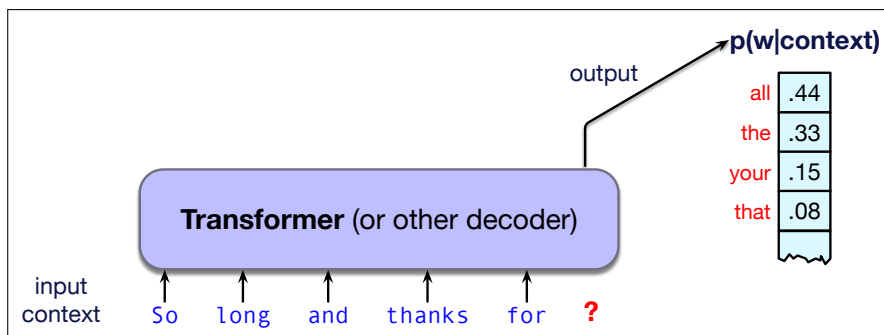 p(w|context)
output
all .44
the .33
your .15
that .08
Transformer (or other decoder)
input
context So long and thanks for ?